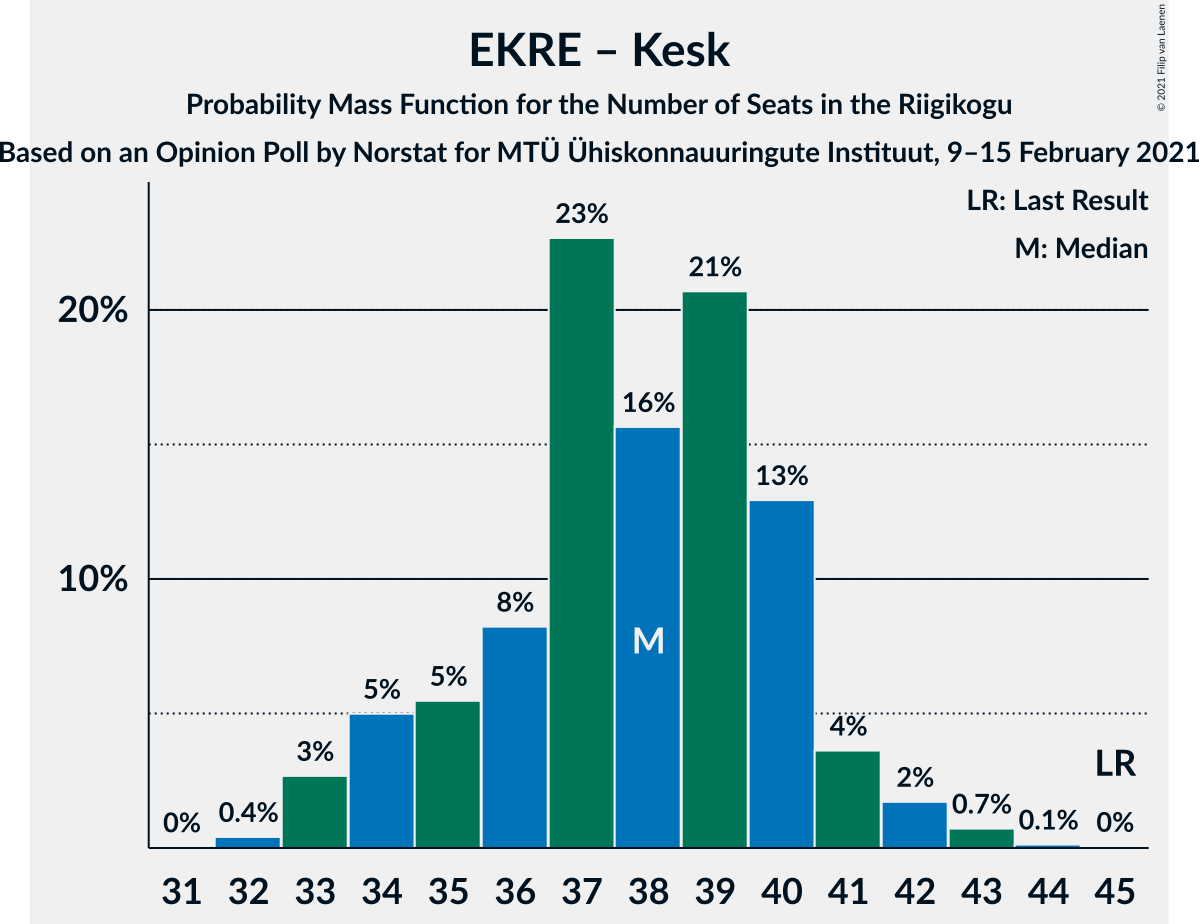 EKRE – Kesk
Probability Mass Function for the Number of Seats in the Riigikogu
Based on an Opinion Poll by Norstat for MTÜ Ühiskonnauuringute Instituut, 9–15 February 2021
© 2021 Filip van Laenen
LR: Last Result
M: Median
20%
10%
0%
0.4%
3%
5%
5%
8%
23%
16%
21%
13%
4%
2%
0.7%
0.1%
0%
M
LR
31 32 33 34 35 36 37 38 39 40 41 42 43 44 45